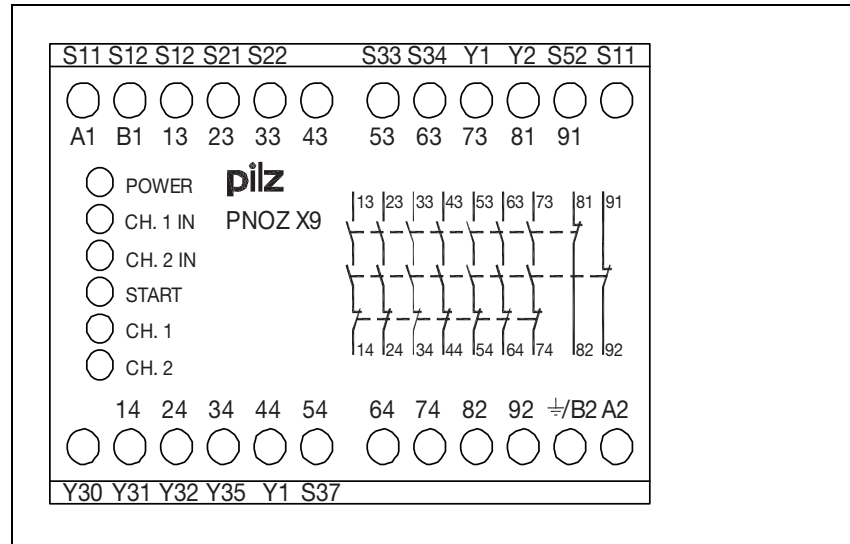 S11 S12 S12 S21 S22 S33 S34 Y1 Y2 S52 S11
A1 B1 13 23 33 43 53 63 73 81 91
POWER
pilz
CH. 1 IN
PNOZ X9
CH. 2 IN
START
CH. 1
CH. 2
13 23 33 43 53 63 73 81 91
14 24 34 44 54 64 74 82 92
14 24 34 44 54 64 74 82 92 ⏚/B2 A2
Y30 Y31 Y32 Y35 Y1 S37